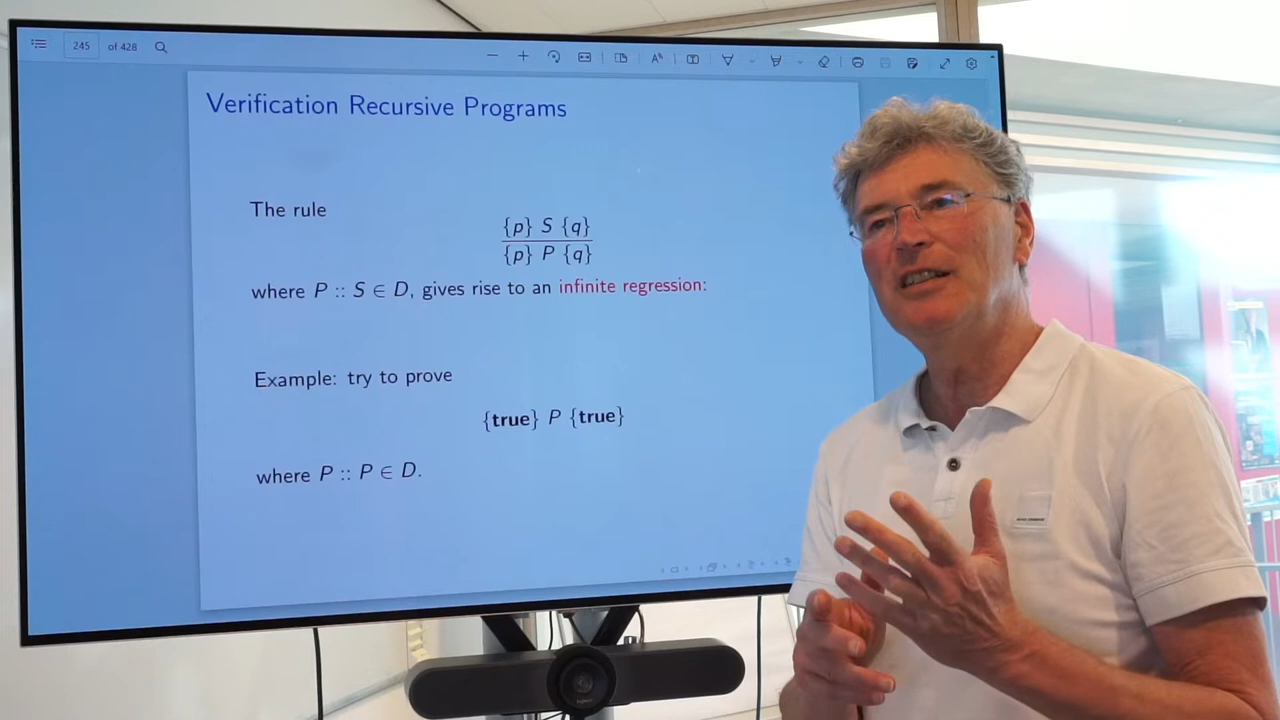 245 of 428
Verification Recursive Programs
The rule
{p} S {q}
{p} P {q}
where P :: S ∈ D, gives rise to an infinite regression:
Example: try to prove
{true} P {true}
where P :: P ∈ D.